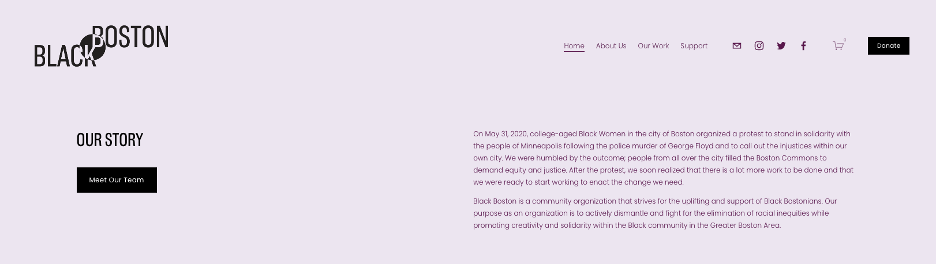 BLACK BOSTON
Home About Us Our Work Support
0
Donate
OUR STORY
Meet Our Team
On May 31, 2020, college-aged Black Women in the city of Boston organized a protest to stand in solidarity with
the people of Minneapolis following the police murder of George Floyd and to call out the injustices within our
own city. We were humbled by the outcome; people from all over the city filled the Boston Commons to
demand equity and justice. After the protest, we soon realized that there is a lot more work to be done and that
we were ready to start working to enact the change we need.
Black Boston is a community organization that strives for the uplifting and support of Black Bostonians. Our
purpose as an organization is to actively dismantle and fight for the elimination of racial inequities while
promoting creativity and solidarity within the Black community in the Greater Boston Area.